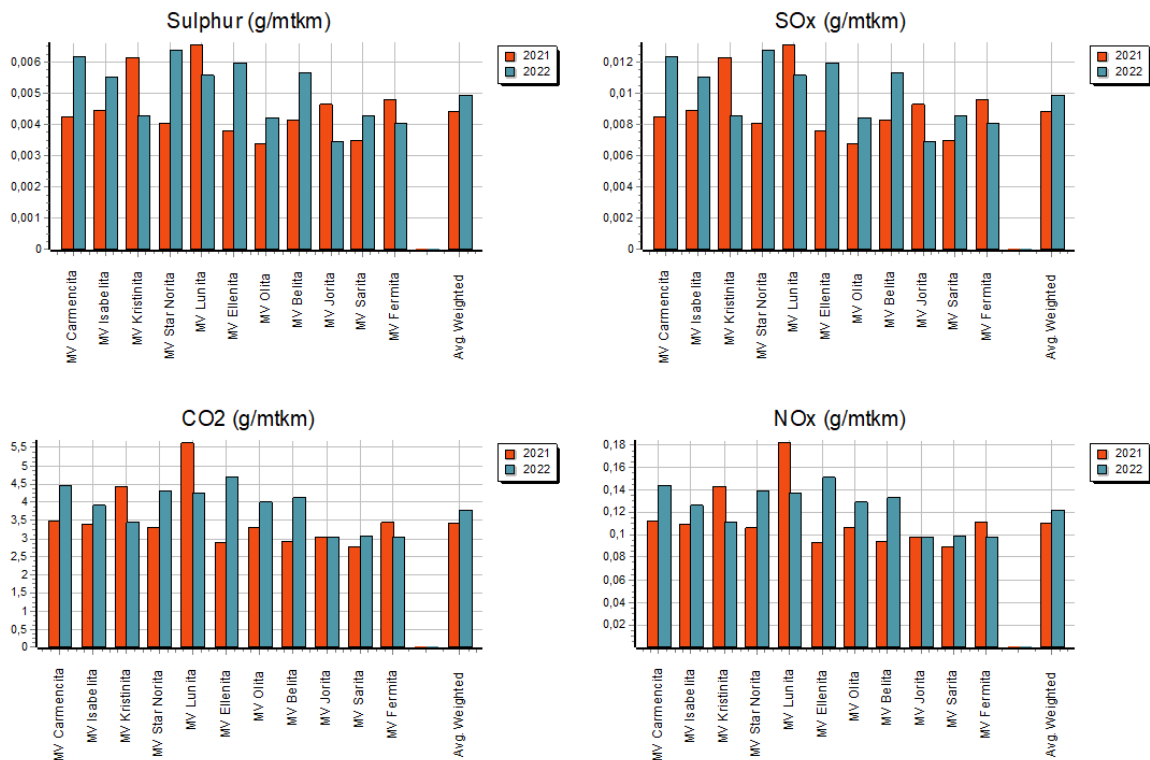 Sulphur (g/mtkm)
0,006
0,005
0,004
0,003
0,002
0,001
0
2021
2022
MV Carmencita
MV Isabelita
MV Kristinita
MV Star Norita
MV Lunita
MV Ellenita
MV Olita
MV Belita
MV Jorita
MV Sarita
MV Fermita
Avg. Weighted
SOx (g/mtkm)
0,012
0,01
0,008
0,006
0,004
0,002
0
2021
2022
MV Carmencita
MV Isabelita
MV Kristinita
MV Star Norita
MV Lunita
MV Ellenita
MV Olita
MV Belita
MV Jorita
MV Sarita
MV Fermita
Avg. Weighted
CO2 (g/mtkm)
5,5
5
4,5
4
3,5
3
2,5
2
1,5
1
0,5
0
2021
2022
MV Carmencita
MV Isabelita
MV Kristinita
MV Star Norita
MV Lunita
MV Ellenita
MV Olita
MV Belita
MV Jorita
MV Sarita
MV Fermita
Avg. Weighted
NOx (g/mtkm)
0,18
0,16
0,14
0,12
0,1
0,08
0,06
0,04
0,02
2021
2022
MV Carmencita
MV Isabelita
MV Kristinita
MV Star Norita
MV Lunita
MV Ellenita
MV Olita
MV Belita
MV Jorita
MV Sarita
MV Fermita
Avg. Weighted